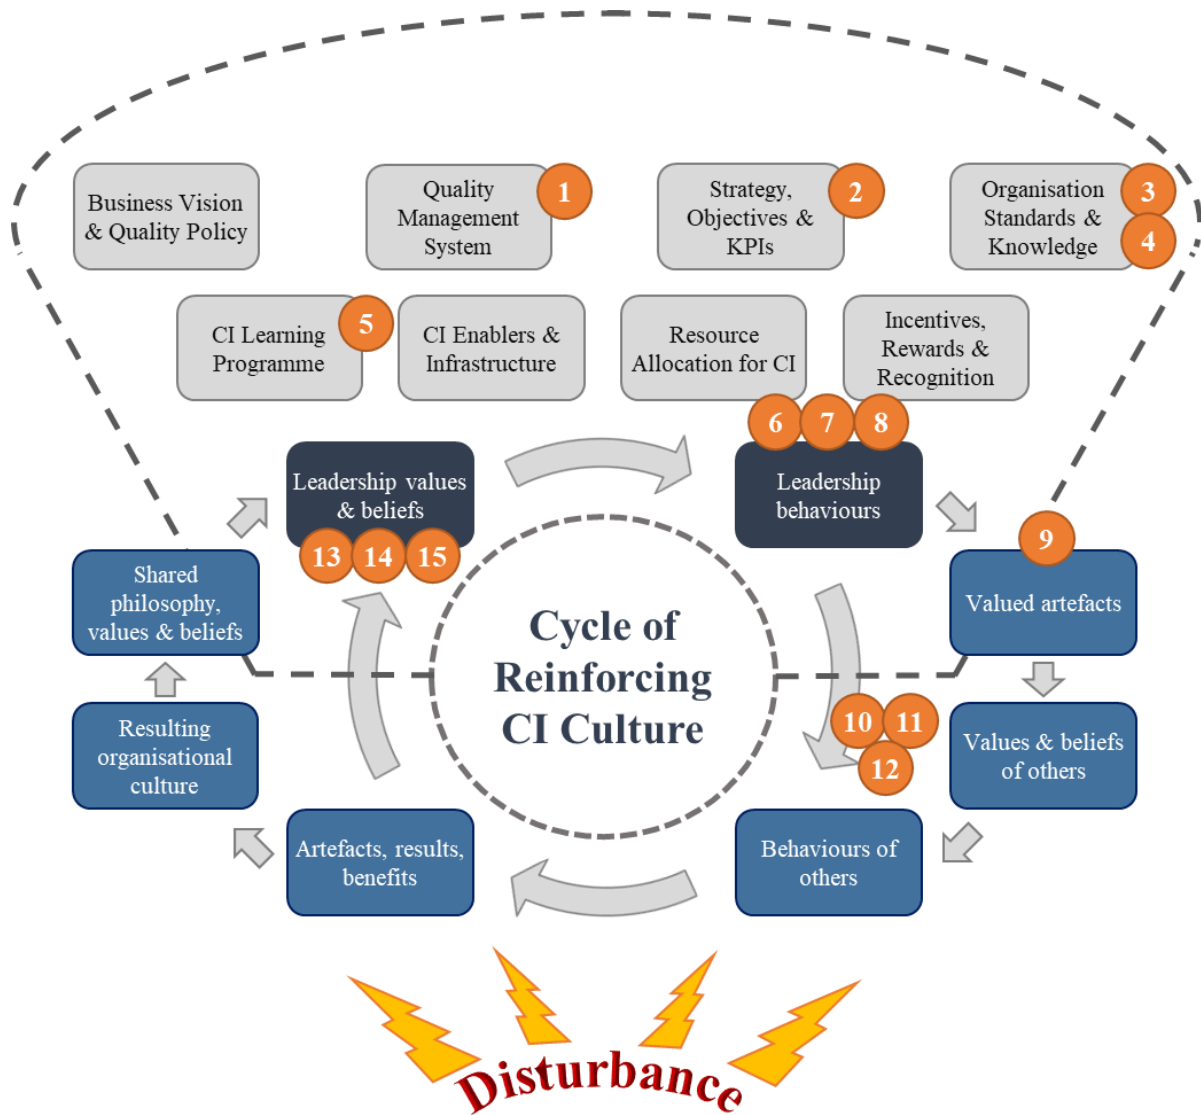 Business Vision
& Quality Policy
Quality
Management
System
1
Strategy,
Objectives &
KPIs
2
Organisation
Standards &
Knowledge
3
4
CI Learning
Programme
5
CI Enablers &
Infrastructure
Resource
Allocation for CI
Incentives,
Rewards &
Recognition
6
7
8
Leadership values
& beliefs
13
14
15
Leadership
behaviours
9
Valued artefacts
Shared
philosophy,
values & beliefs
Cycle of
Reinforcing
CI Culture
10
11
12
Resulting
organisational
culture
Values & beliefs
of others
Artefacts, results,
benefits
Behaviours of
others
Disturbance